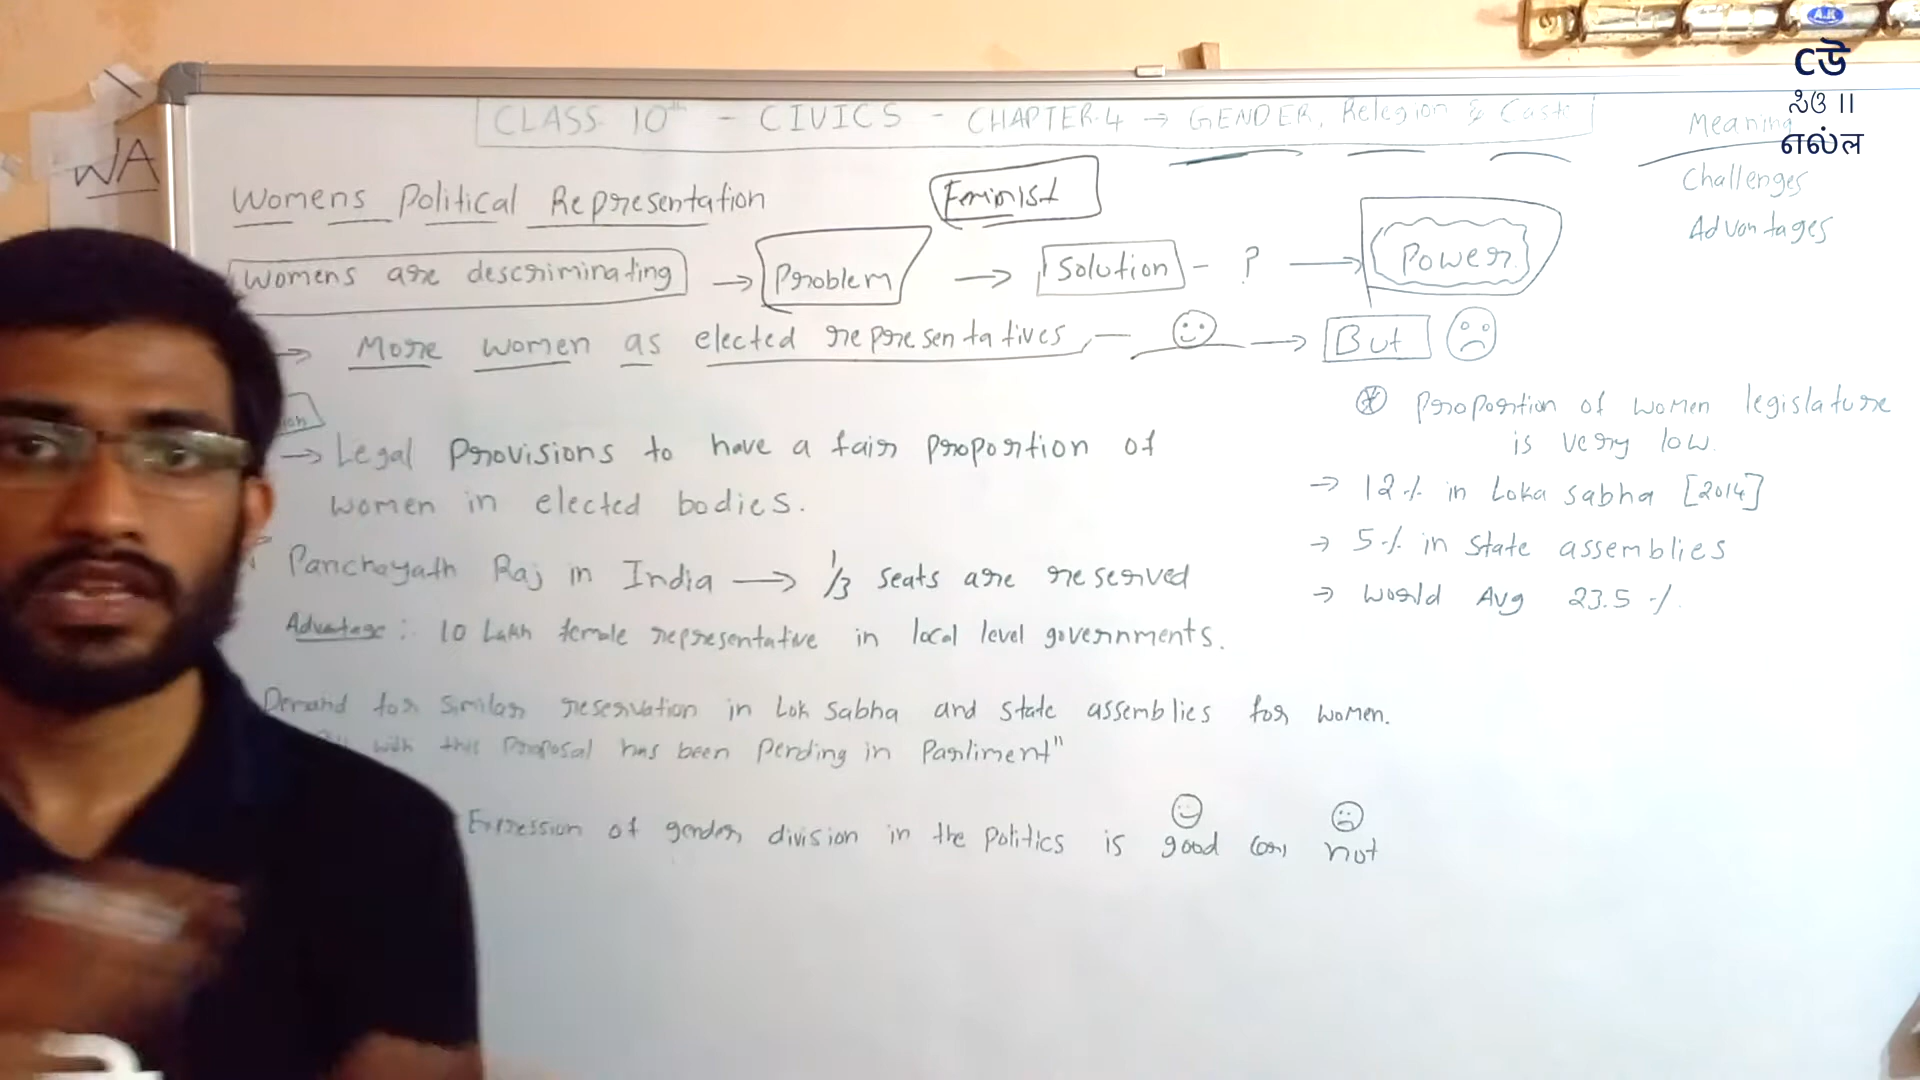 CLASS 10th - CIVICS - CHAPTER-4 → GENDER, Relegion & Caste
Meaning
Challenges
Advantages
Womens Political Representation
Feminist
Womens are descriminating → Problem → Solution - ? → Power
→ More women as elected representatives → But
→ Legal Provisions to have a fair proportion of
women in elected bodies.
Panchayath Raj in India → 1/3 seats are reserved
Advantage: 10 Lakh female representative in local level governments.
Demand for similar reservation in Lok Sabha and State assemblies for women.
with this Proposal has been Pending in Parliment"
Expression of gender division in the Politics is good (or) not
* Proportion of women legislature
is very low.
→ 12% in Loka sabha [2014]
→ 5% in state assemblies
→ World Avg 23.5%.
WA
A.K
Cউ
ಸಿಔ ॥
எல்ல